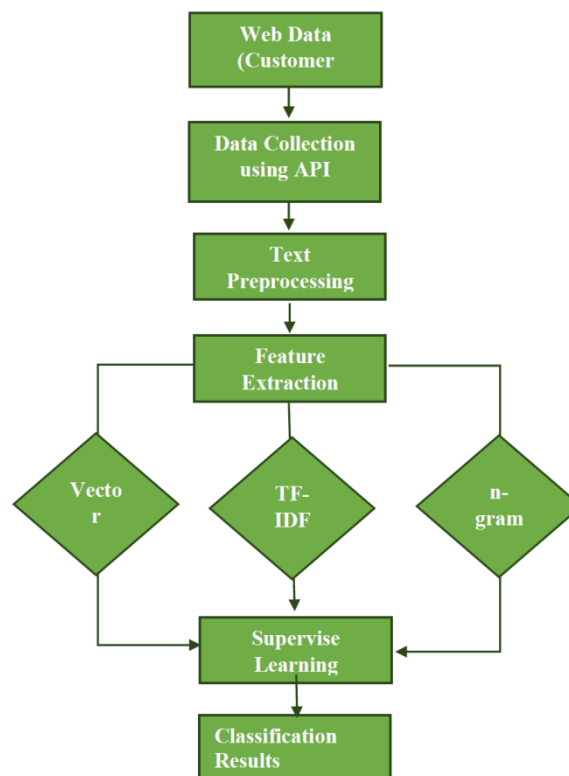 Web Data
(Customer
Data Collection
using API
Text
Preprocessing
Feature
Extraction
Vecto
r
TF-
IDF
n-
gram
Supervise
Learning
Classification
Results